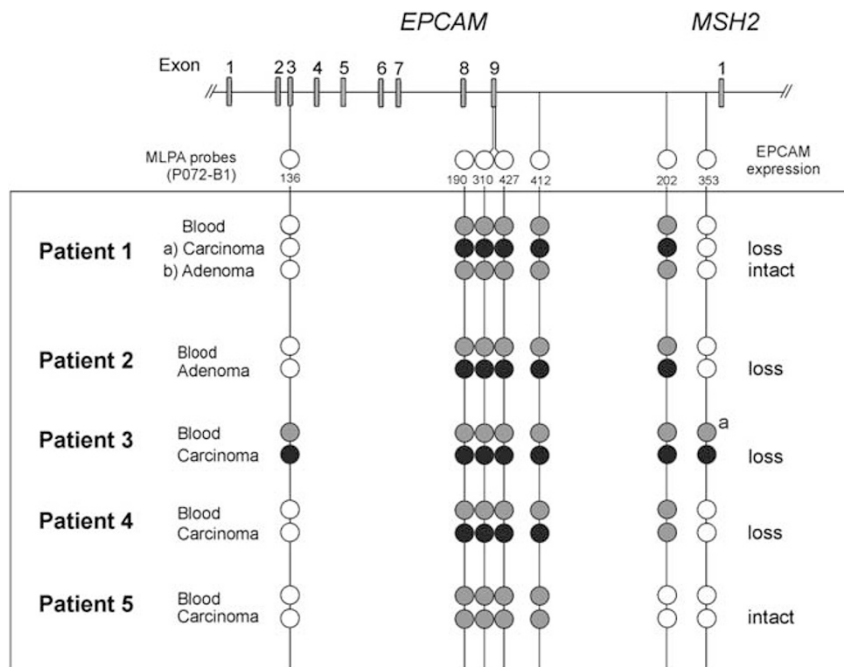 EPCAM MSH2
Exon 1 2 3 4 5 6 7 8 9 1
MLPA probes EPCAM
(P072-B1) expression
136 190 310 427 412 202 353
Blood
Patient 1 a) Carcinoma loss
b) Adenoma intact
Patient 2 Blood
Adenoma loss
a
Patient 3 Blood
Carcinoma loss
Patient 4 Blood
Carcinoma loss
Patient 5 Blood
Carcinoma intact